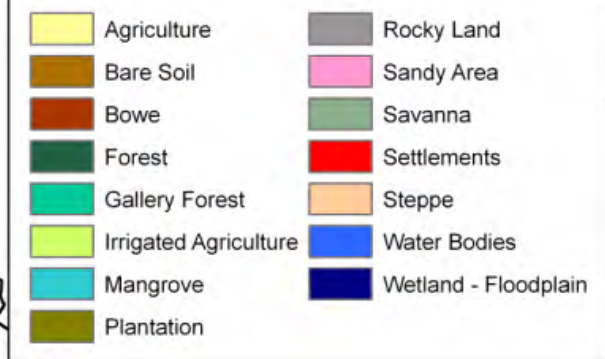 Agriculture
Bare Soil
Bowe
Forest
Gallery Forest
Irrigated Agriculture
Mangrove
Plantation
Rocky Land
Sandy Area
Savanna
Settlements
Steppe
Water Bodies
Wetland - Floodplain